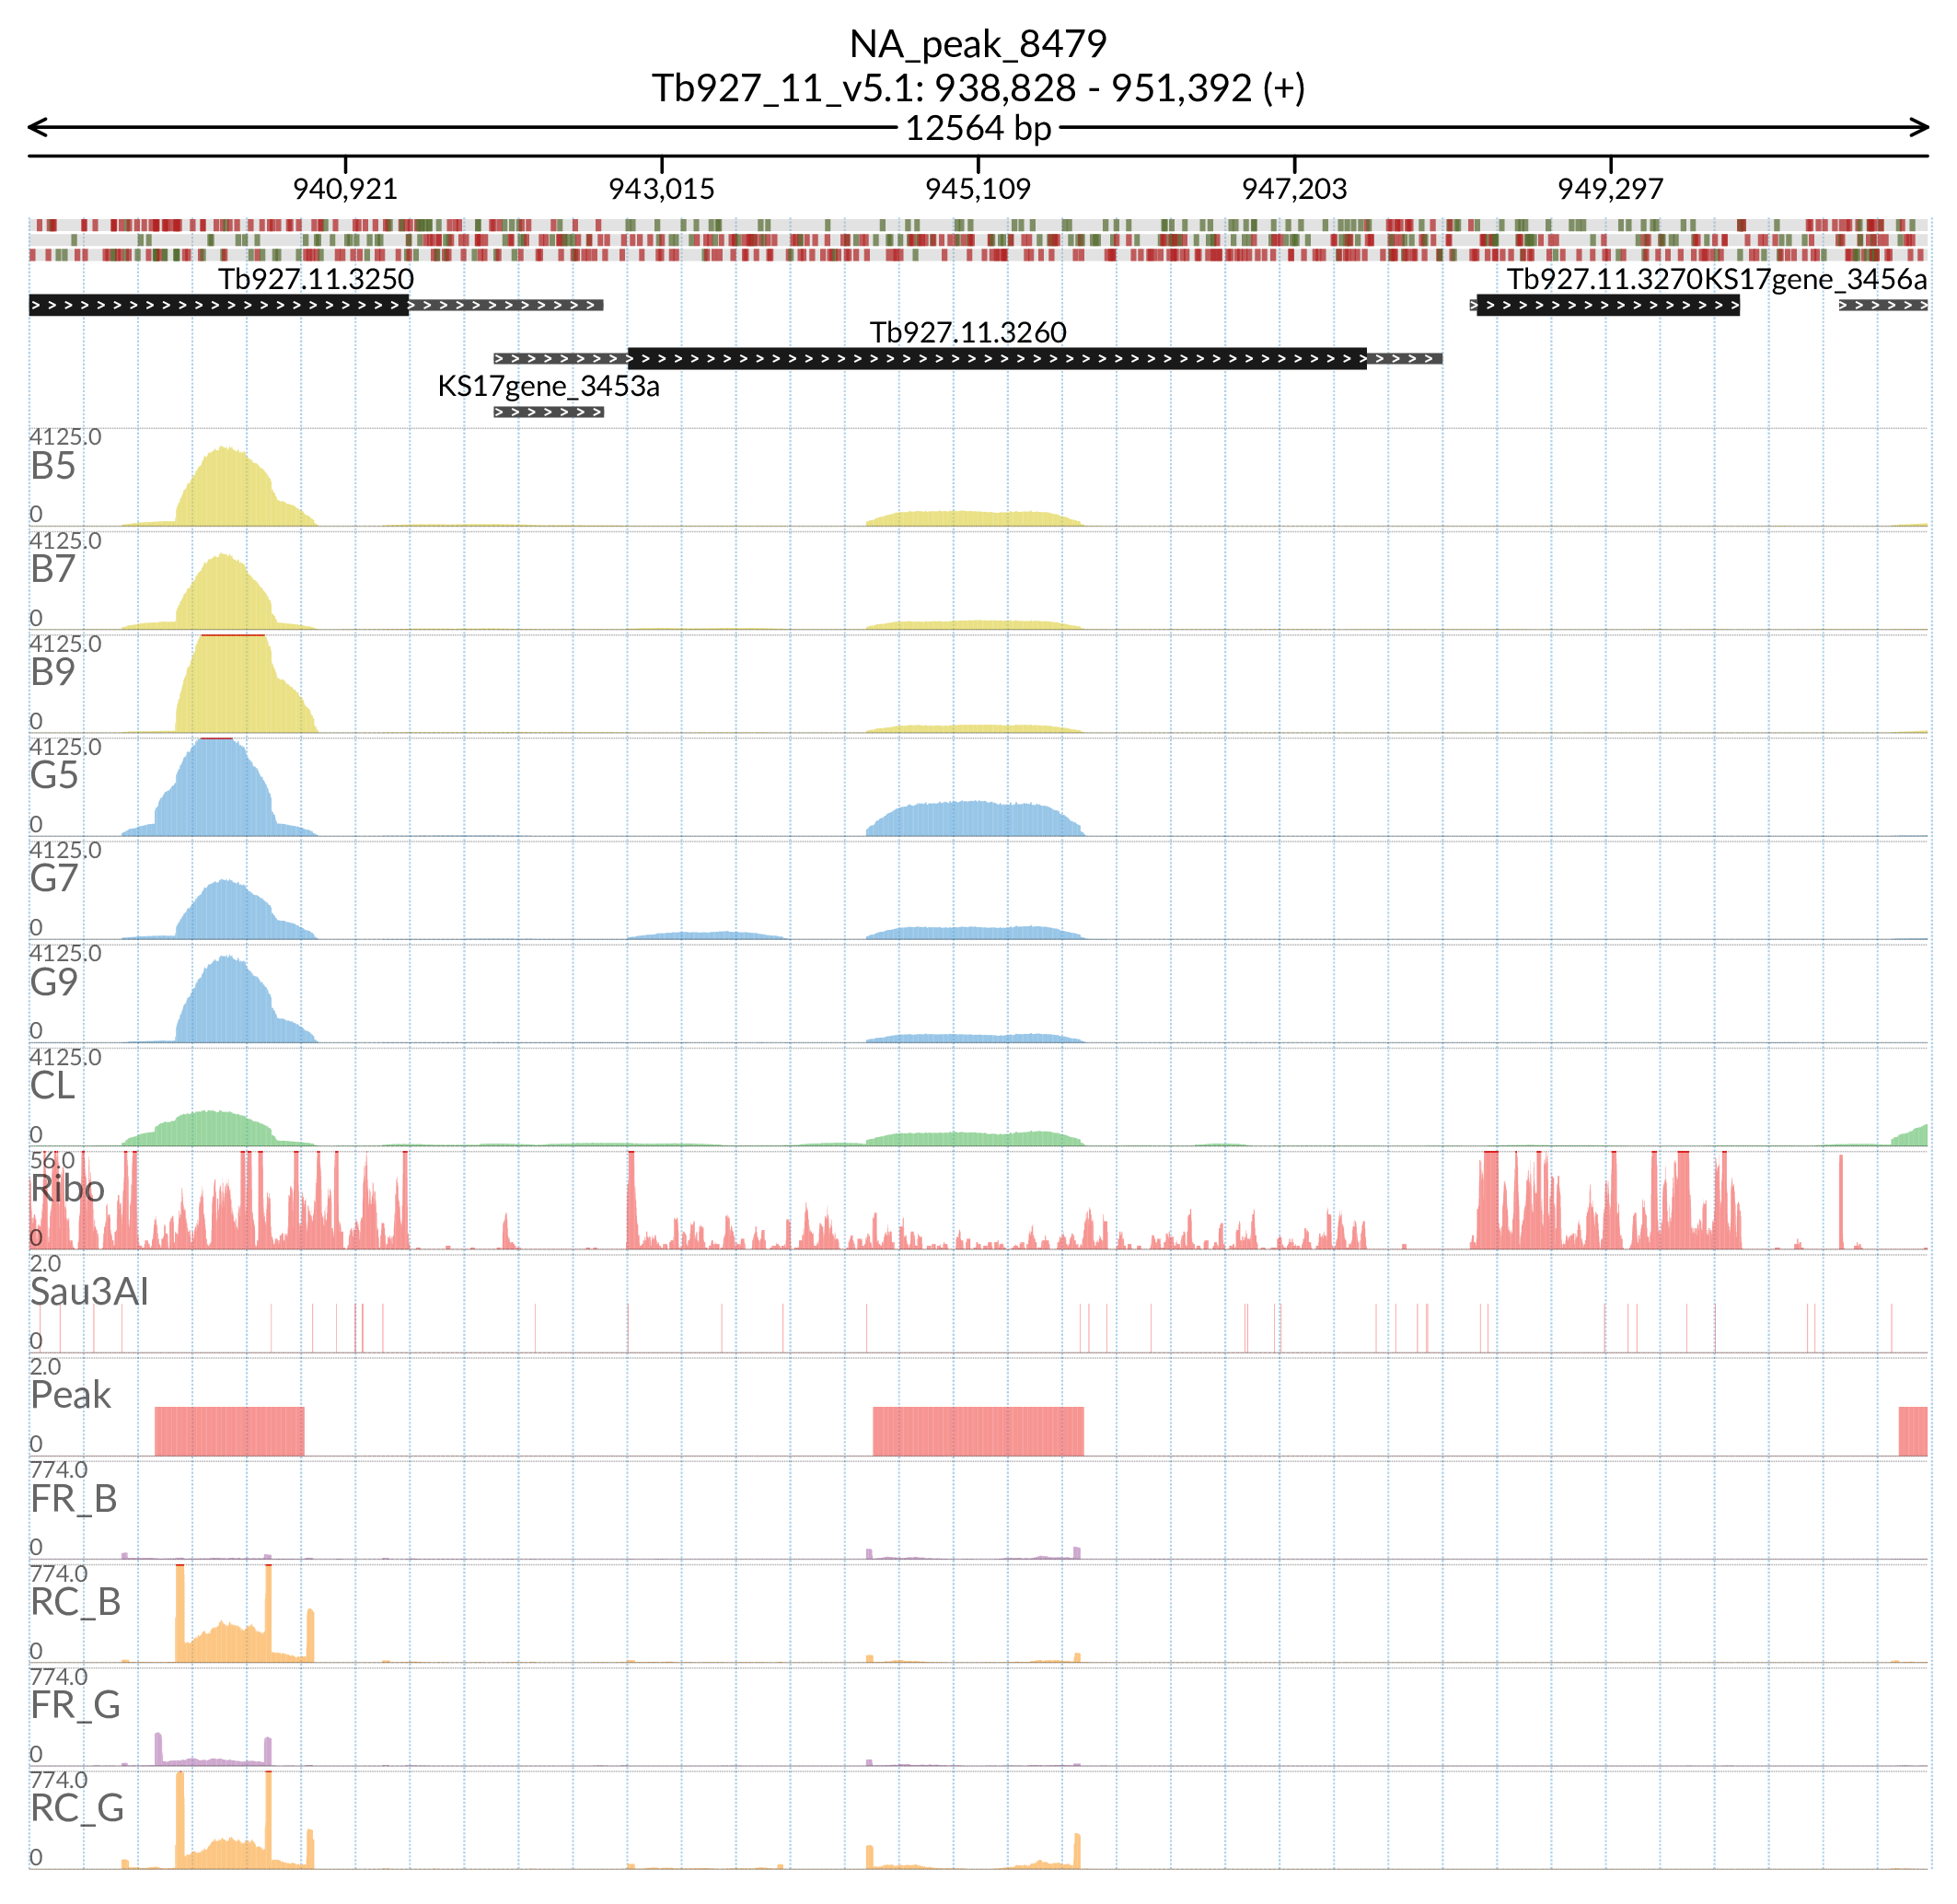 NA_peak_8479
Tb927_11_v5.1: 938,828 - 951,392 (+)
12564 bp
940,921 943,015 945,109 947,203 949,297
Tb927.11.3250 Tb927.11.3270KS17gene_3456a
Tb927.11.3260
KS17gene_3453a
4125.0
B5
0
4125.0
B7
0
4125.0
B9
0
4125.0
G5
0
4125.0
G7
0
4125.0
G9
0
4125.0
CL
0
56.0
Ribo
0
2.0
Sau3AI
0
2.0
Peak
0
774.0
FR_B
0
774.0
RC_B
0
774.0
FR_G
0
774.0
RC_G
0